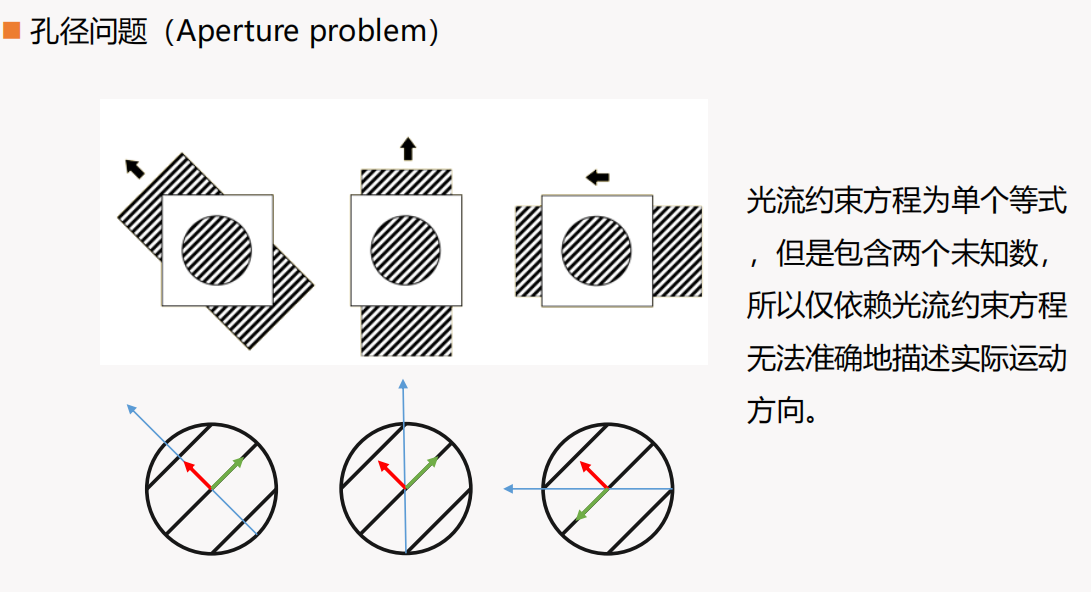 孔径问题（Aperture problem）
光流约束方程为单个等式
，但是包含两个未知数，
所以仅依赖光流约束方程
无法准确地描述实际运动
方向。